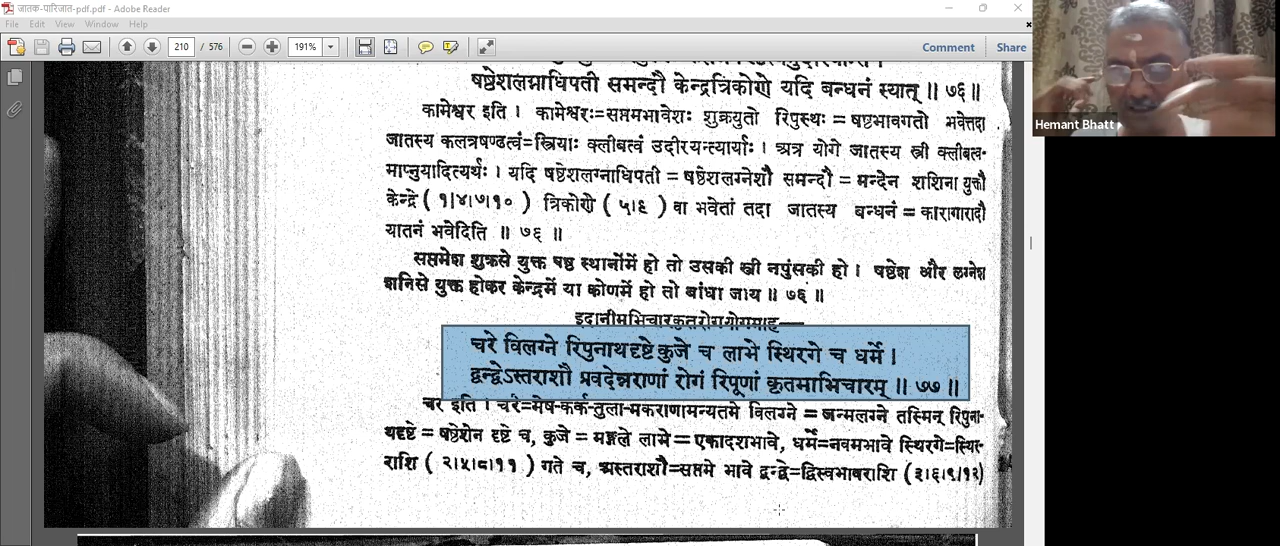 जातक-पारिजात-pdf.pdf - Adobe Reader
File Edit View Window Help
210 / 576 191% Comment Share
Hemant Bhatt
षष्ठेशलग्नाधिपती समन्दौ केन्द्रत्रिकोणे यदि बन्धनं स्यात् ॥ ७६॥
कामेश्वर इति । कामेश्वरः=सप्तमभावेशः शुक्रयुतो रिपुस्थः = षष्ठभावगतो भवेत्तदा
जातस्य कलत्रषण्ढत्वं=स्त्रियाः क्लीबत्वं उदीरयन्त्यार्याः । अत्र योगे जातस्य स्त्री क्लीबत्व-
माप्नुयादित्यर्थः । यदि षष्ठेशलग्नाधिपती = षष्ठेशलग्नेशौ समन्दौ = मन्देन शशिना युक्तौ
केन्द्रे ( १।४।७।१० ) त्रिकोणे ( ५।६ ) वा भवेतां तदा जातस्य बन्धनं = कारागारादौ
यातनं भवेदिति ॥ ७६ ॥
सप्तमेश शुक्रसे युक्त षष्ठ स्थानोंमें हो तो उसकी स्त्री नपुंसकी हो । षष्ठेश और लग्नेश
शनिसे युक्त होकर केन्द्रमें या कोणमें हो तो बांधा जाय ॥ ७६ ॥
इदानीमभिचारकृतरोगयोगमाह—
चरे विलग्ने रिपुनाथदृष्टे कुजे च लाभे स्थिरगे च धर्मे ।
द्वन्द्वेऽस्तराशौ प्रवदेन्नराणां रोगं रिपूणां कृतमाभिचारम् ॥ ७७ ॥
चर इति । चरे=मेष-कर्क-तुला-मकराणामन्यतमे विलग्ने = जन्मलग्ने तस्मिन् रिपुना-
थदृष्टे = षष्ठेशेन दृष्टे च, कुजे = मङ्गले लाभे = एकादशभावे, धर्मे=नवमभावे स्थिरगे=स्थिर-
राशि ( २।५।८।११ ) गते च, अस्तराशौ=सप्तमे भावे द्वन्द्वे=द्विस्वभावराशि (३।६।९।१२)